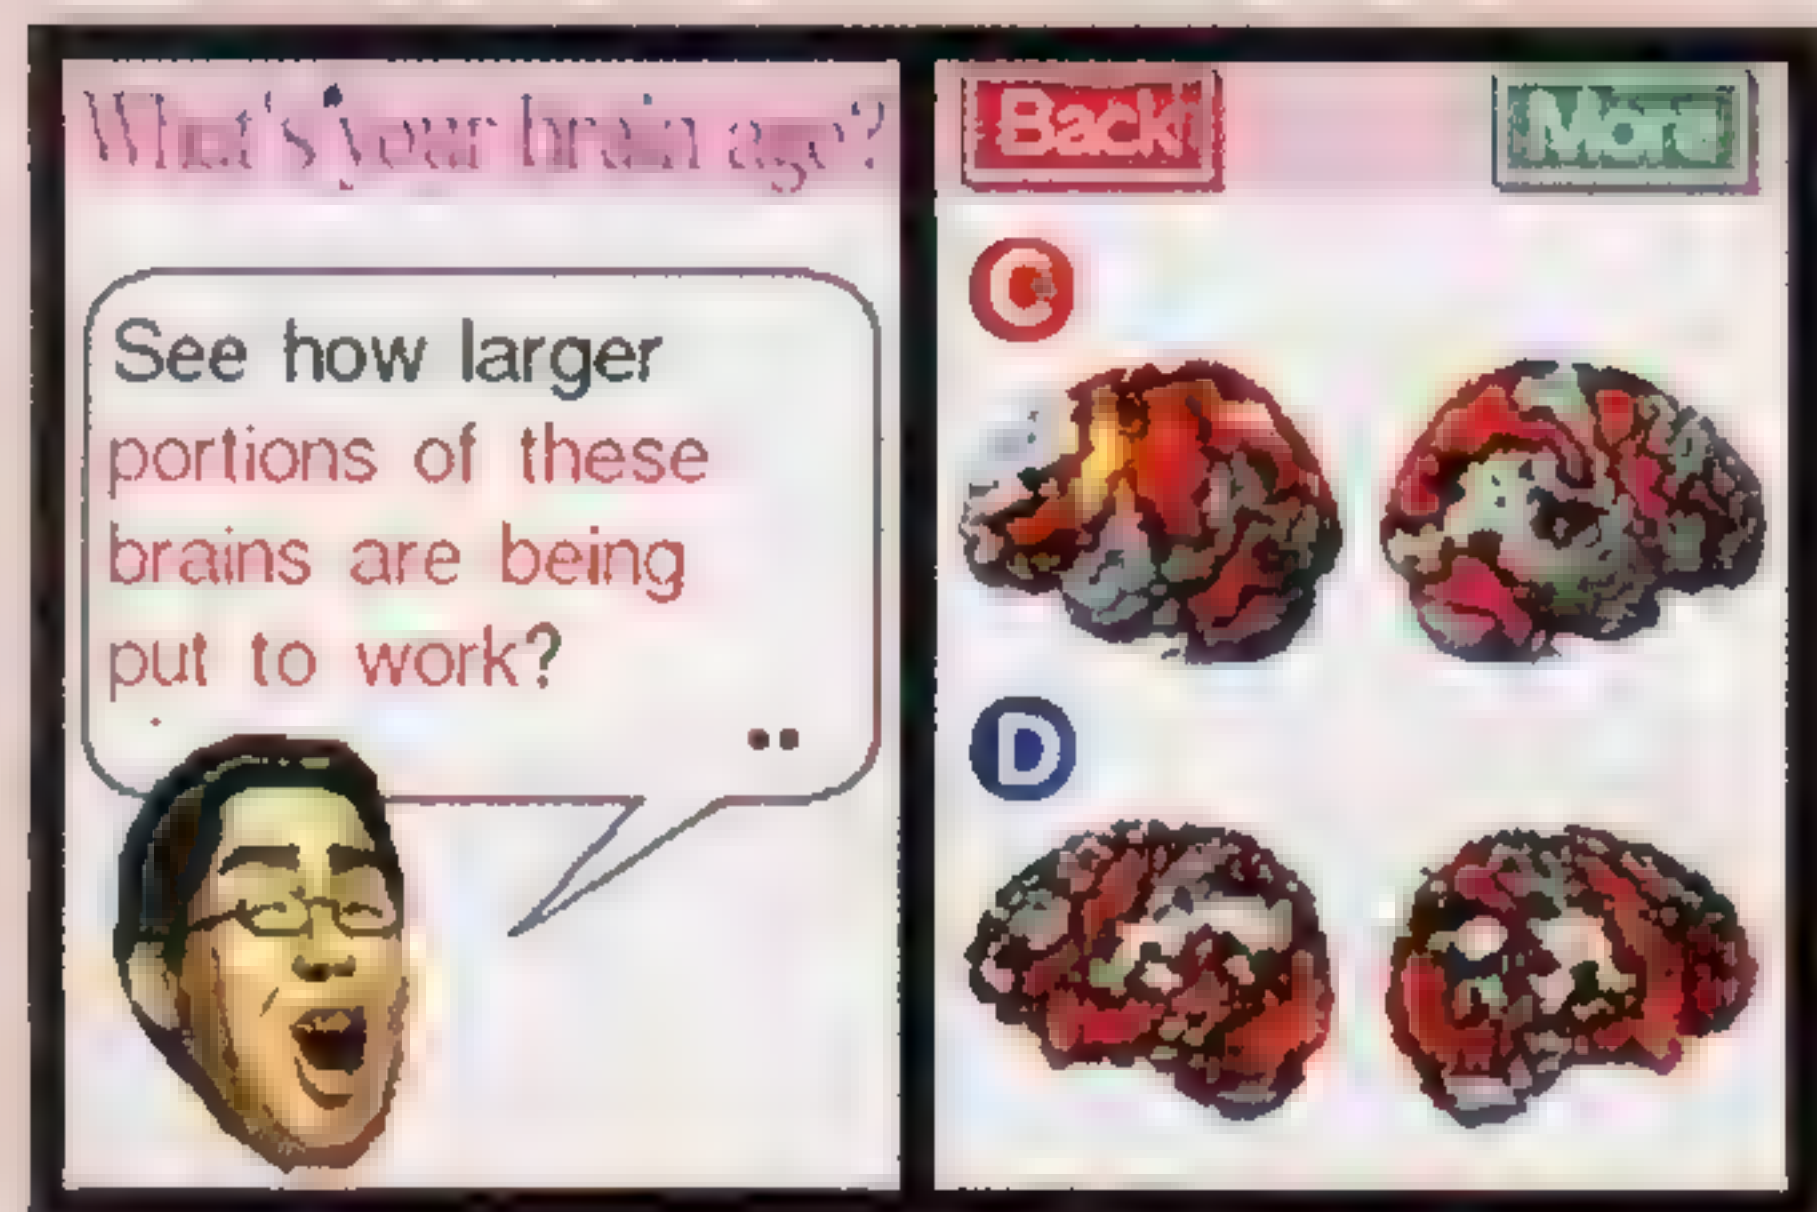 What's your brain age?
See how larger
portions of these
brains are being
put to work?
Back
More
C
D